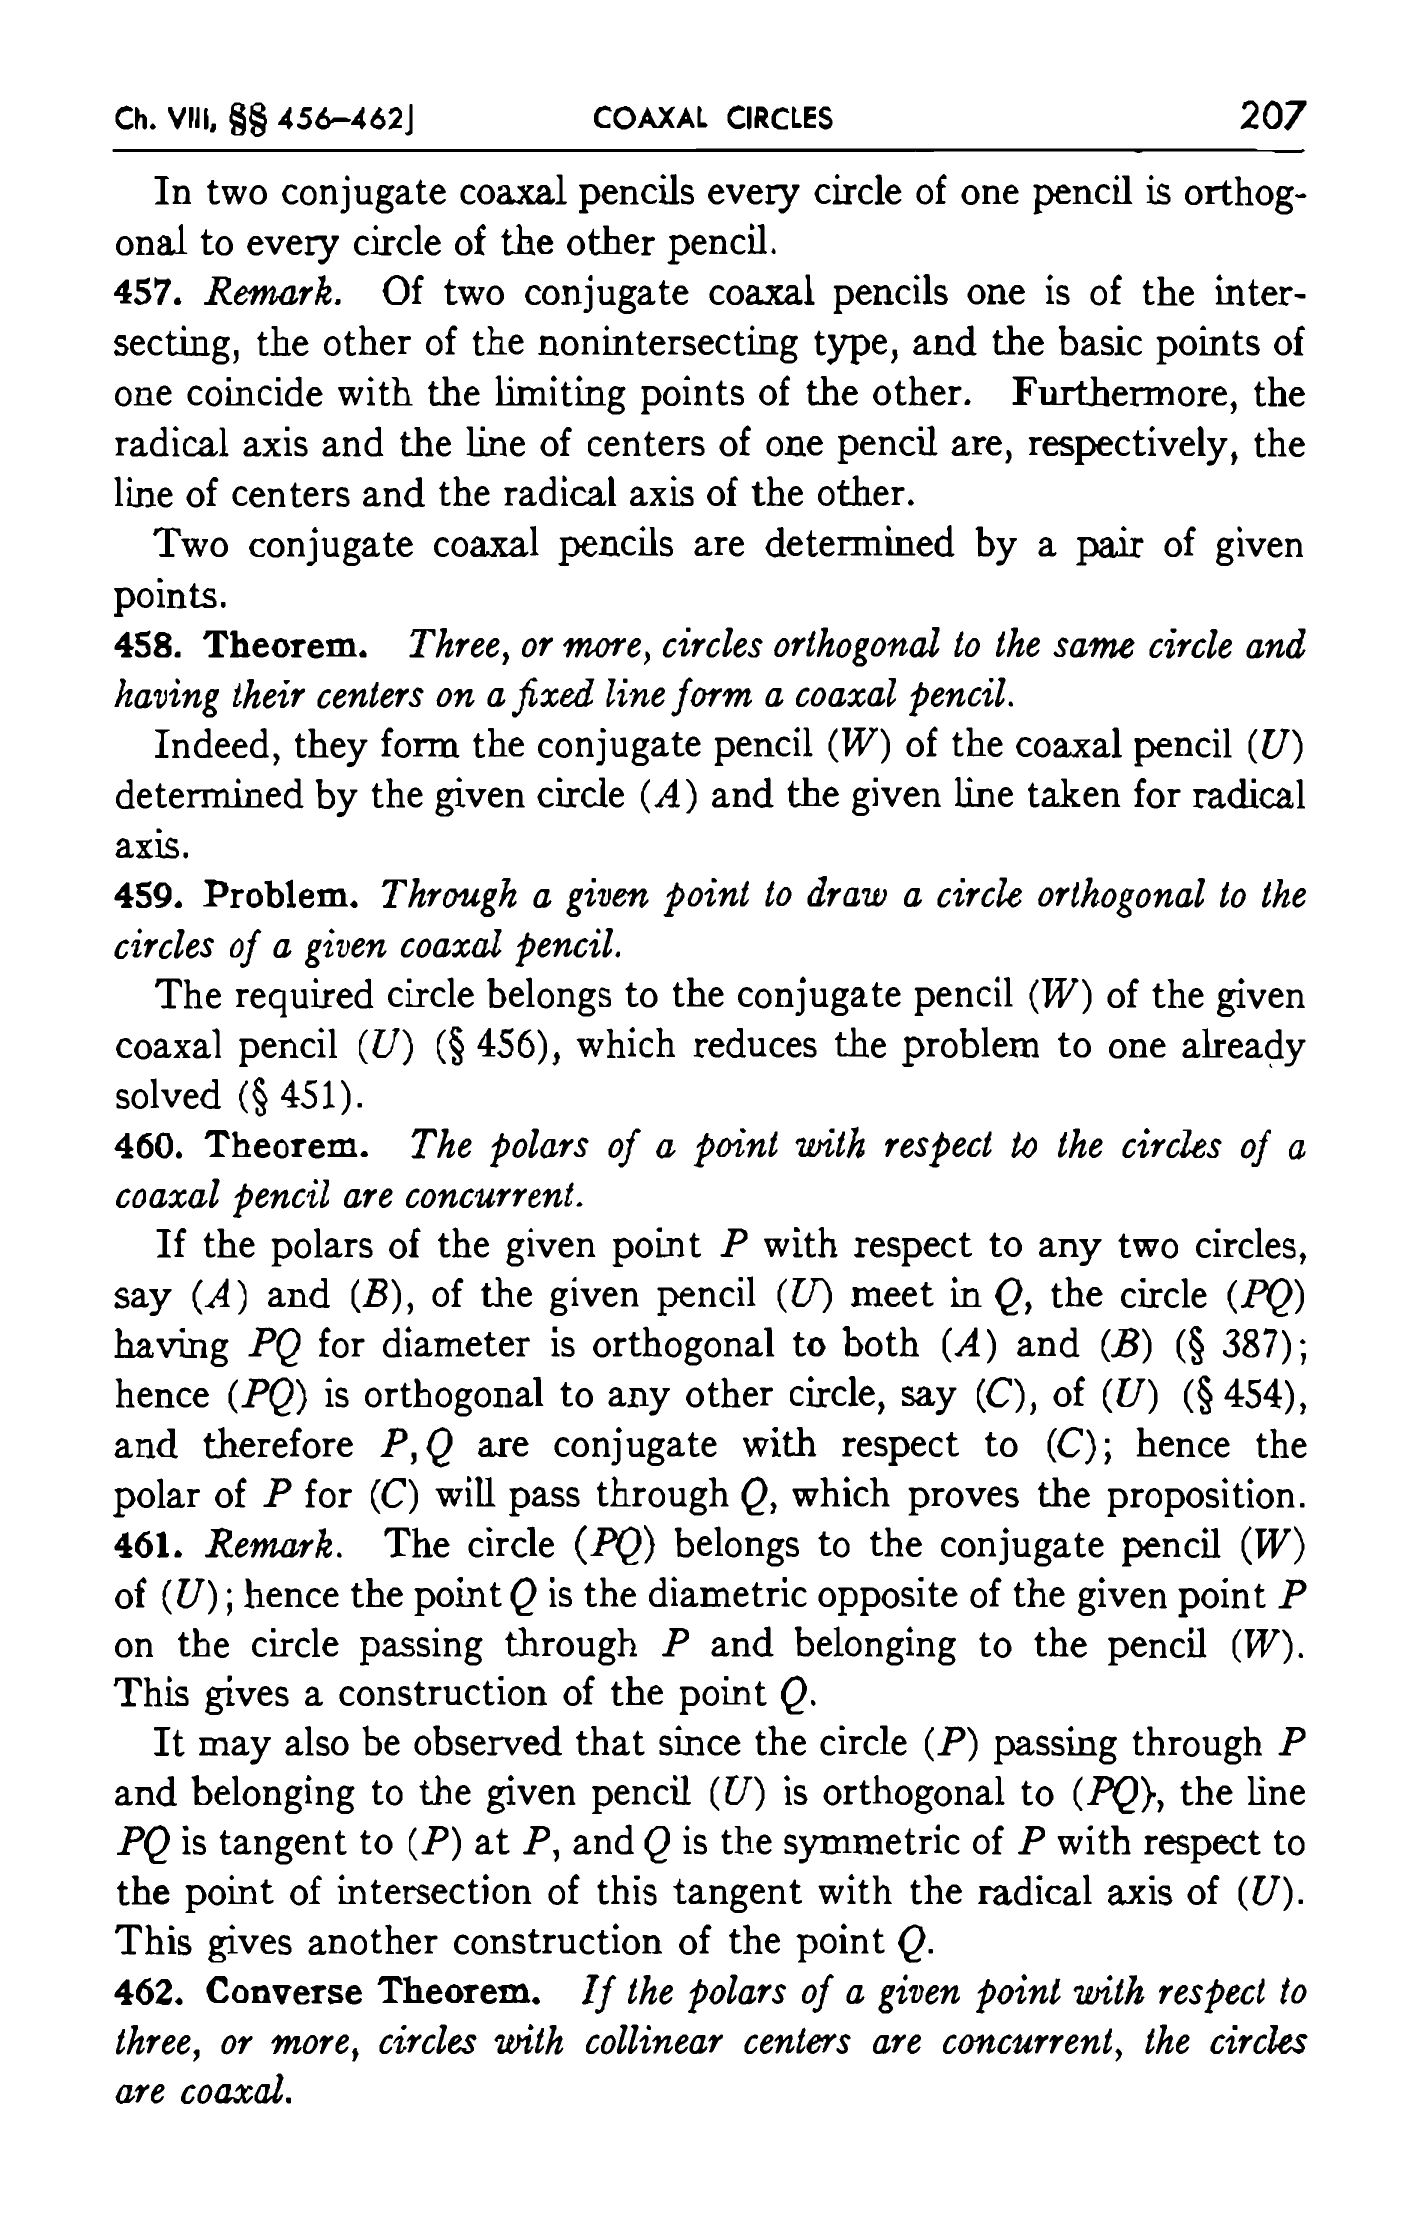 Ch. VIII, §§ 456–462] COAXAL CIRCLES 207
In two conjugate coaxal pencils every circle of one pencil is orthog-
onal to every circle of the other pencil.
457. Remark. Of two conjugate coaxal pencils one is of the inter-
secting, the other of the nonintersecting type, and the basic points of
one coincide with the limiting points of the other. Furthermore, the
radical axis and the line of centers of one pencil are, respectively, the
line of centers and the radical axis of the other.
Two conjugate coaxal pencils are determined by a pair of given
points.
458. Theorem. Three, or more, circles orthogonal to the same circle and
having their centers on a fixed line form a coaxal pencil.
Indeed, they form the conjugate pencil (W) of the coaxal pencil (U)
determined by the given circle (A) and the given line taken for radical
axis.
459. Problem. Through a given point to draw a circle orthogonal to the
circles of a given coaxal pencil.
The required circle belongs to the conjugate pencil (W) of the given
coaxal pencil (U) (§ 456), which reduces the problem to one already
solved (§ 451).
460. Theorem. The polars of a point with respect to the circles of a
coaxal pencil are concurrent.
If the polars of the given point P with respect to any two circles,
say (A) and (B), of the given pencil (U) meet in Q, the circle (PQ)
having PQ for diameter is orthogonal to both (A) and (B) (§ 387);
hence (PQ) is orthogonal to any other circle, say (C), of (U) (§ 454),
and therefore P,Q are conjugate with respect to (C); hence the
polar of P for (C) will pass through Q, which proves the proposition.
461. Remark. The circle (PQ) belongs to the conjugate pencil (W)
of (U); hence the point Q is the diametric opposite of the given point P
on the circle passing through P and belonging to the pencil (W).
This gives a construction of the point Q.
It may also be observed that since the circle (P) passing through P
and belonging to the given pencil (U) is orthogonal to (PQ), the line
PQ is tangent to (P) at P, and Q is the symmetric of P with respect to
the point of intersection of this tangent with the radical axis of (U).
This gives another construction of the point Q.
462. Converse Theorem. If the polars of a given point with respect to
three, or more, circles with collinear centers are concurrent, the circles
are coaxal.